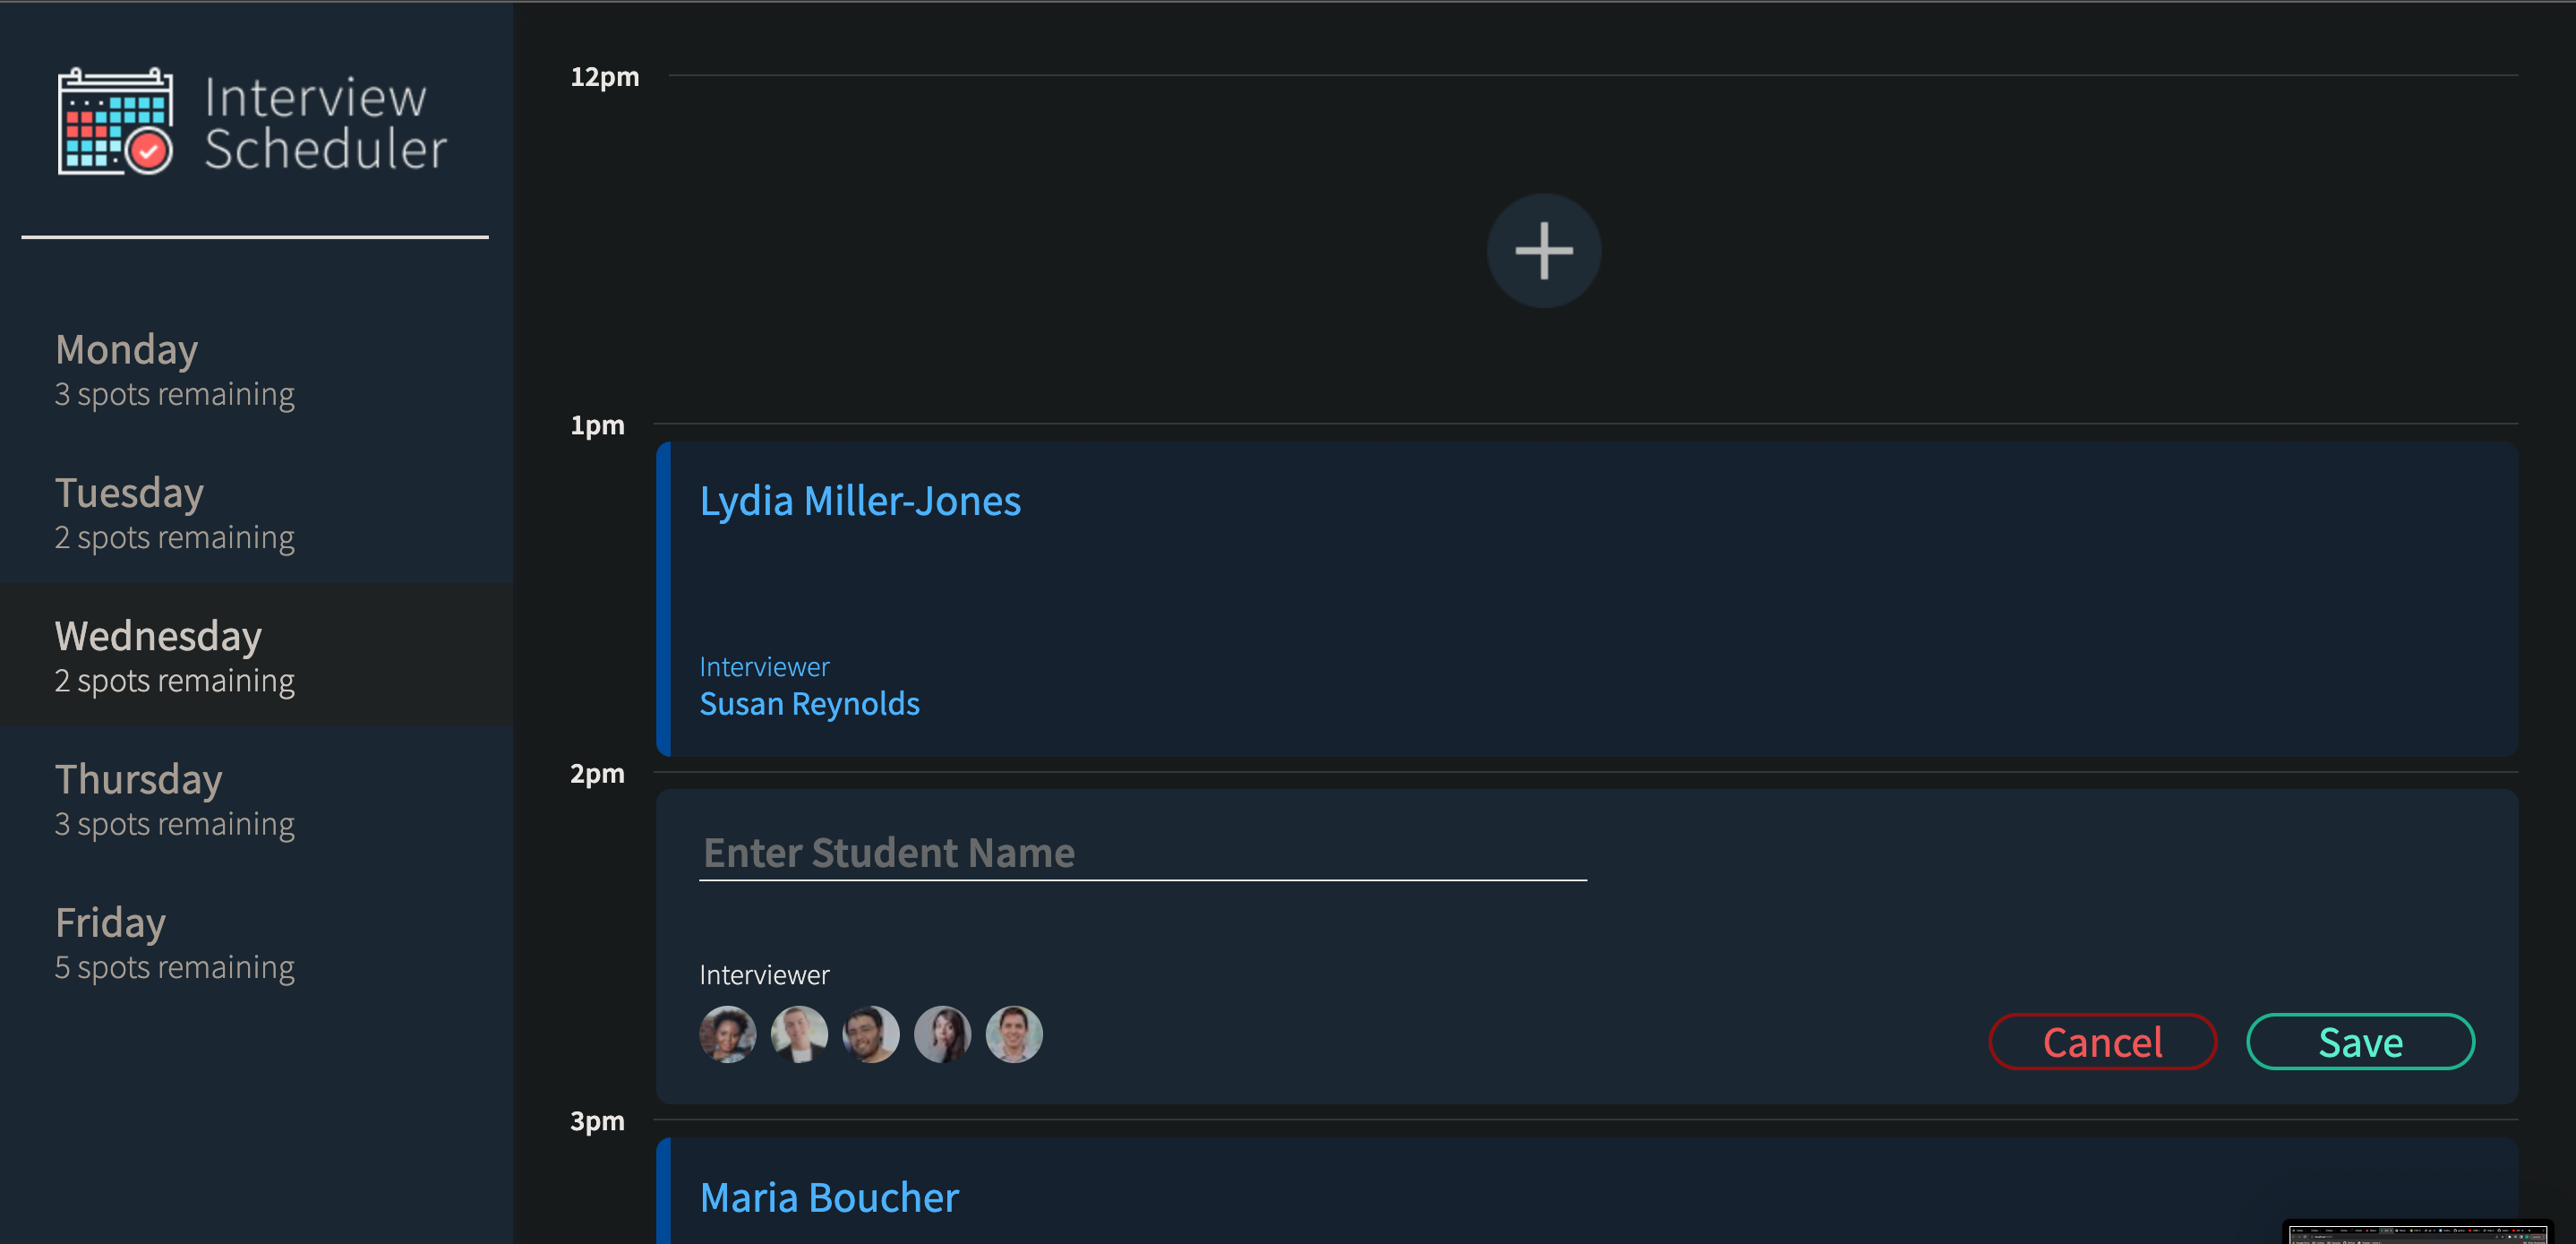 Interview
Scheduler
Monday
3 spots remaining
Tuesday
2 spots remaining
Wednesday
2 spots remaining
Thursday
3 spots remaining
Friday
5 spots remaining
12pm
1pm
Lydia Miller-Jones
Interviewer
Susan Reynolds
2pm
Enter Student Name
Interviewer
Cancel
Save
3pm
Maria Boucher